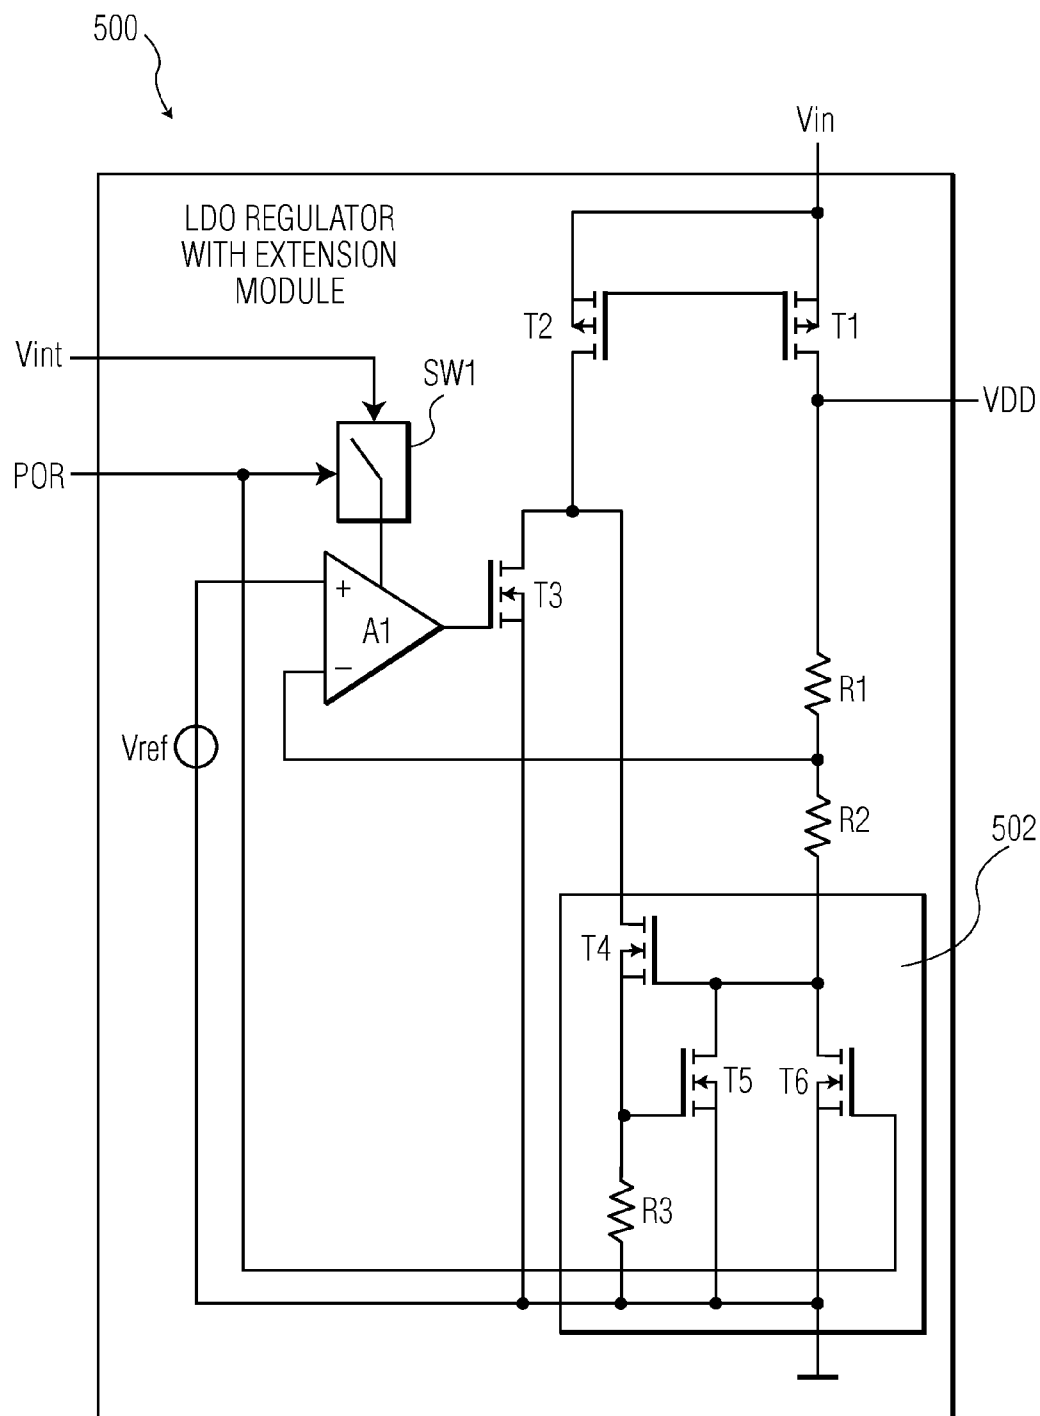 500
Vin
LDO REGULATOR
WITH EXTENSION
MODULE
T2
T1
Vint
SW1
VDD
POR
+
A1
−
T3
R1
Vref
R2
502
T4
T5
T6
R3